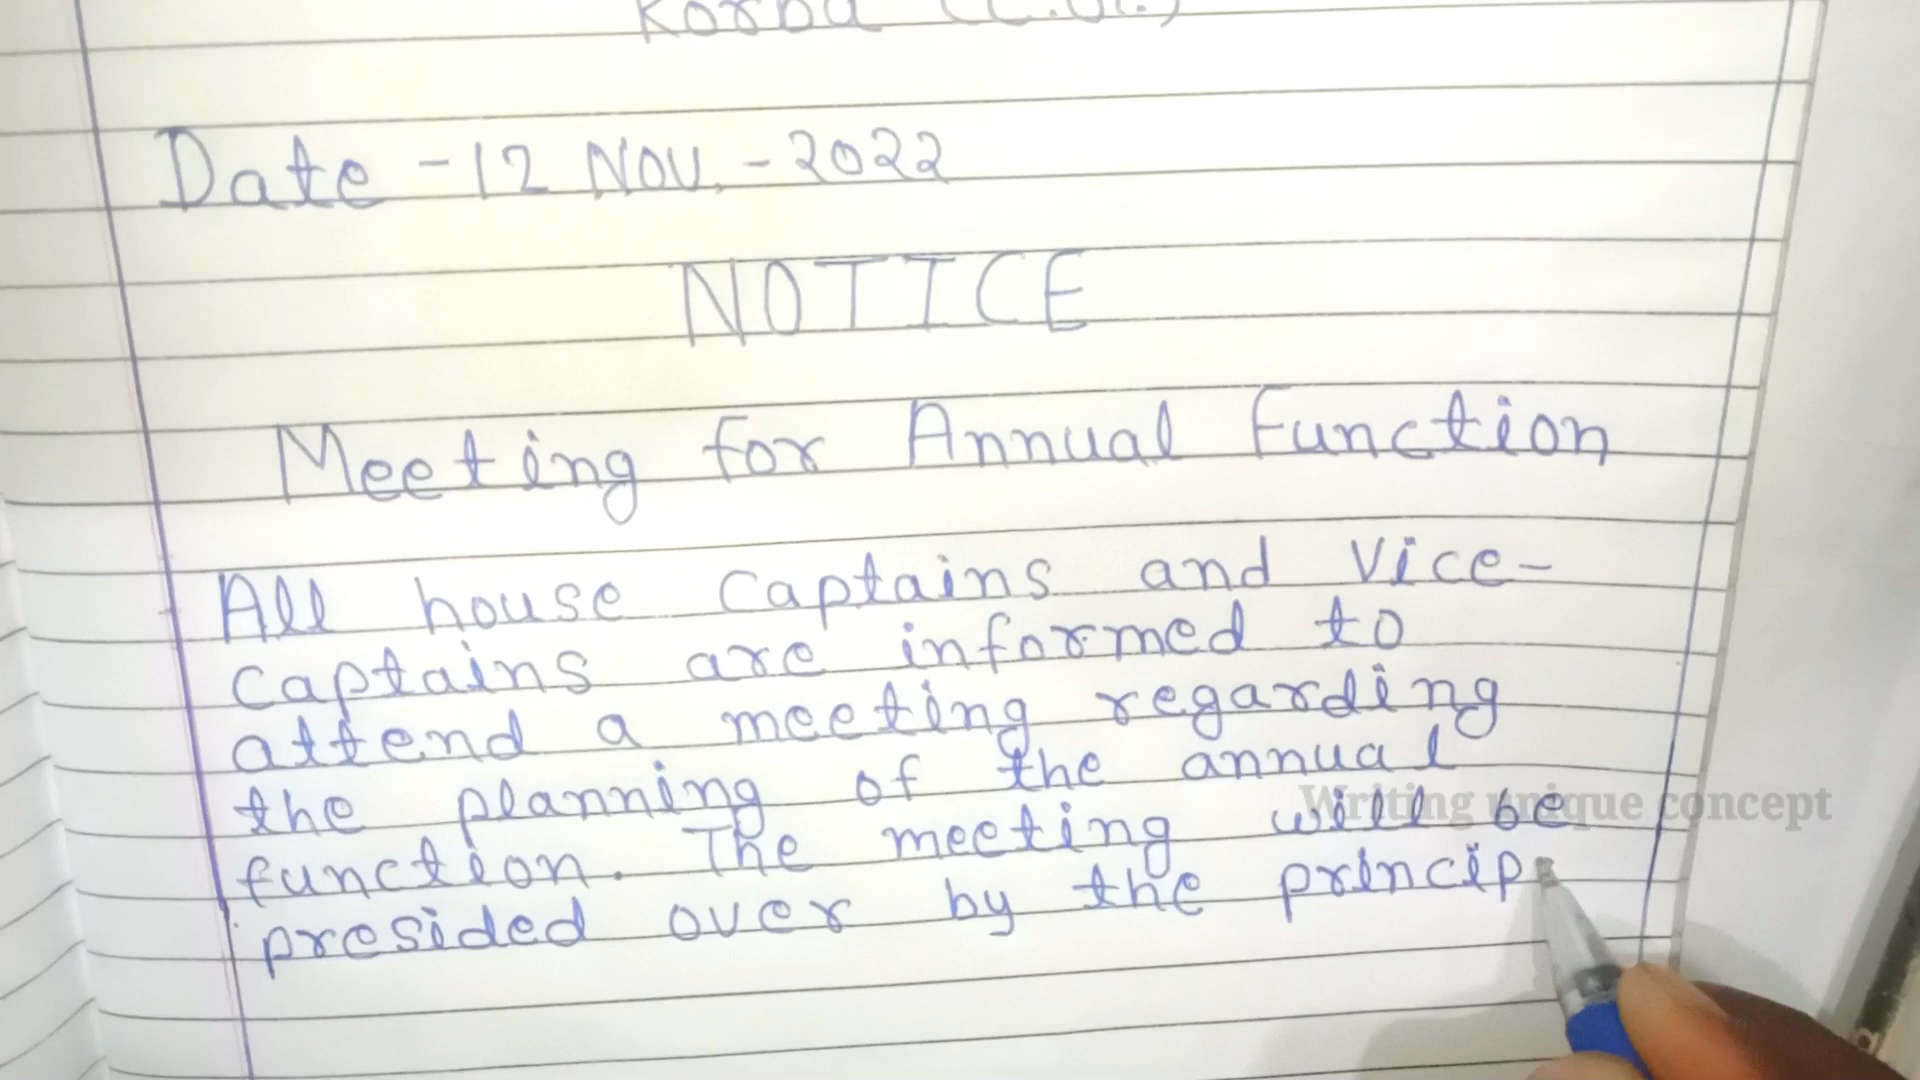 Korba (C.G.)
Date - 12 Nov. - 2022
NOTICE
Meeting for Annual Function
All house captains and Vice-
captains are informed to
attend a meeting regarding
the planning of the annual
function. The meeting will be
presided over by the princip
Writing unique concept